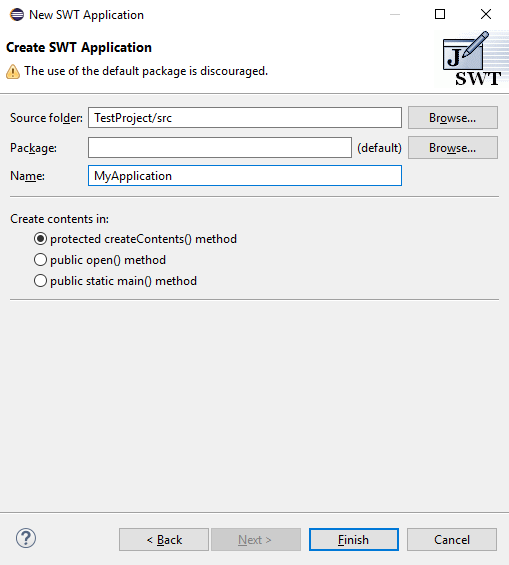 New SWT Application
Create SWT Application
The use of the default package is discouraged.
J
SWT
Source folder: TestProject/src Browse...
Package: (default) Browse...
Name: MyApplication
Create contents in:
protected createContents() method
public open() method
public static main() method
? < Back Next > Finish Cancel